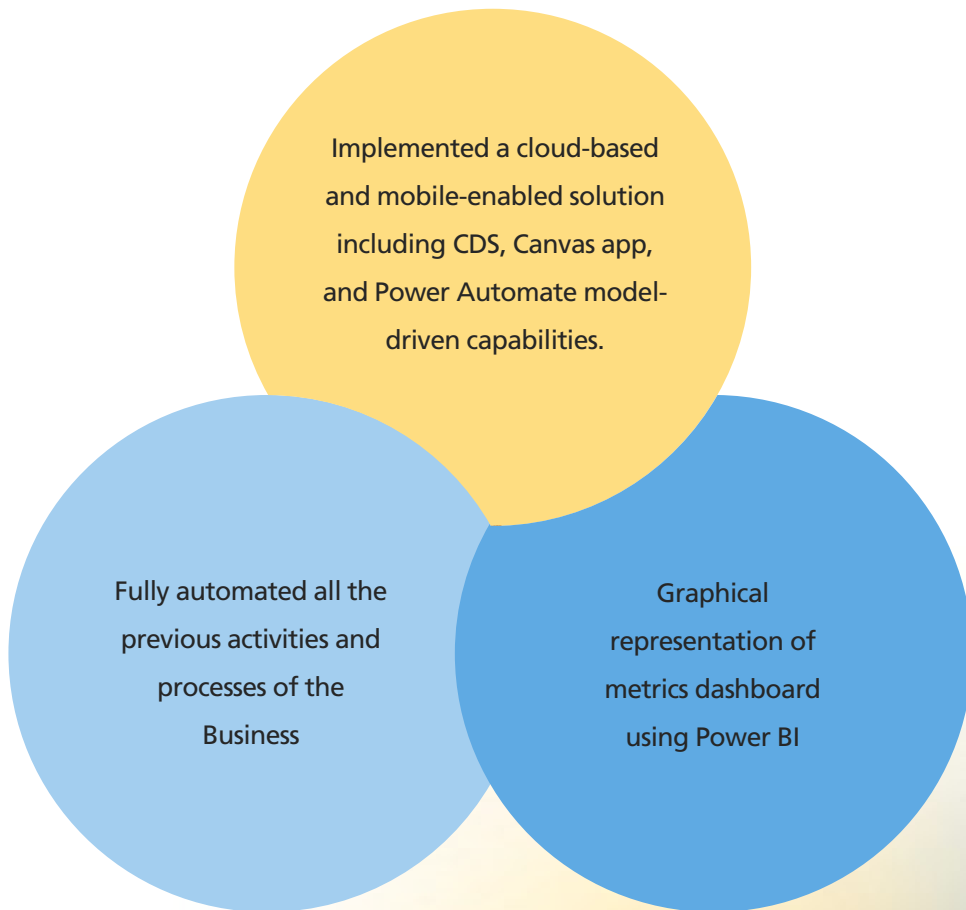 Implemented a cloud-based
and mobile-enabled solution
including CDS, Canvas app,
and Power Automate model-
driven capabilities.
Fully automated all the
previous activities and
processes of the
Business
Graphical
representation of
metrics dashboard
using Power BI